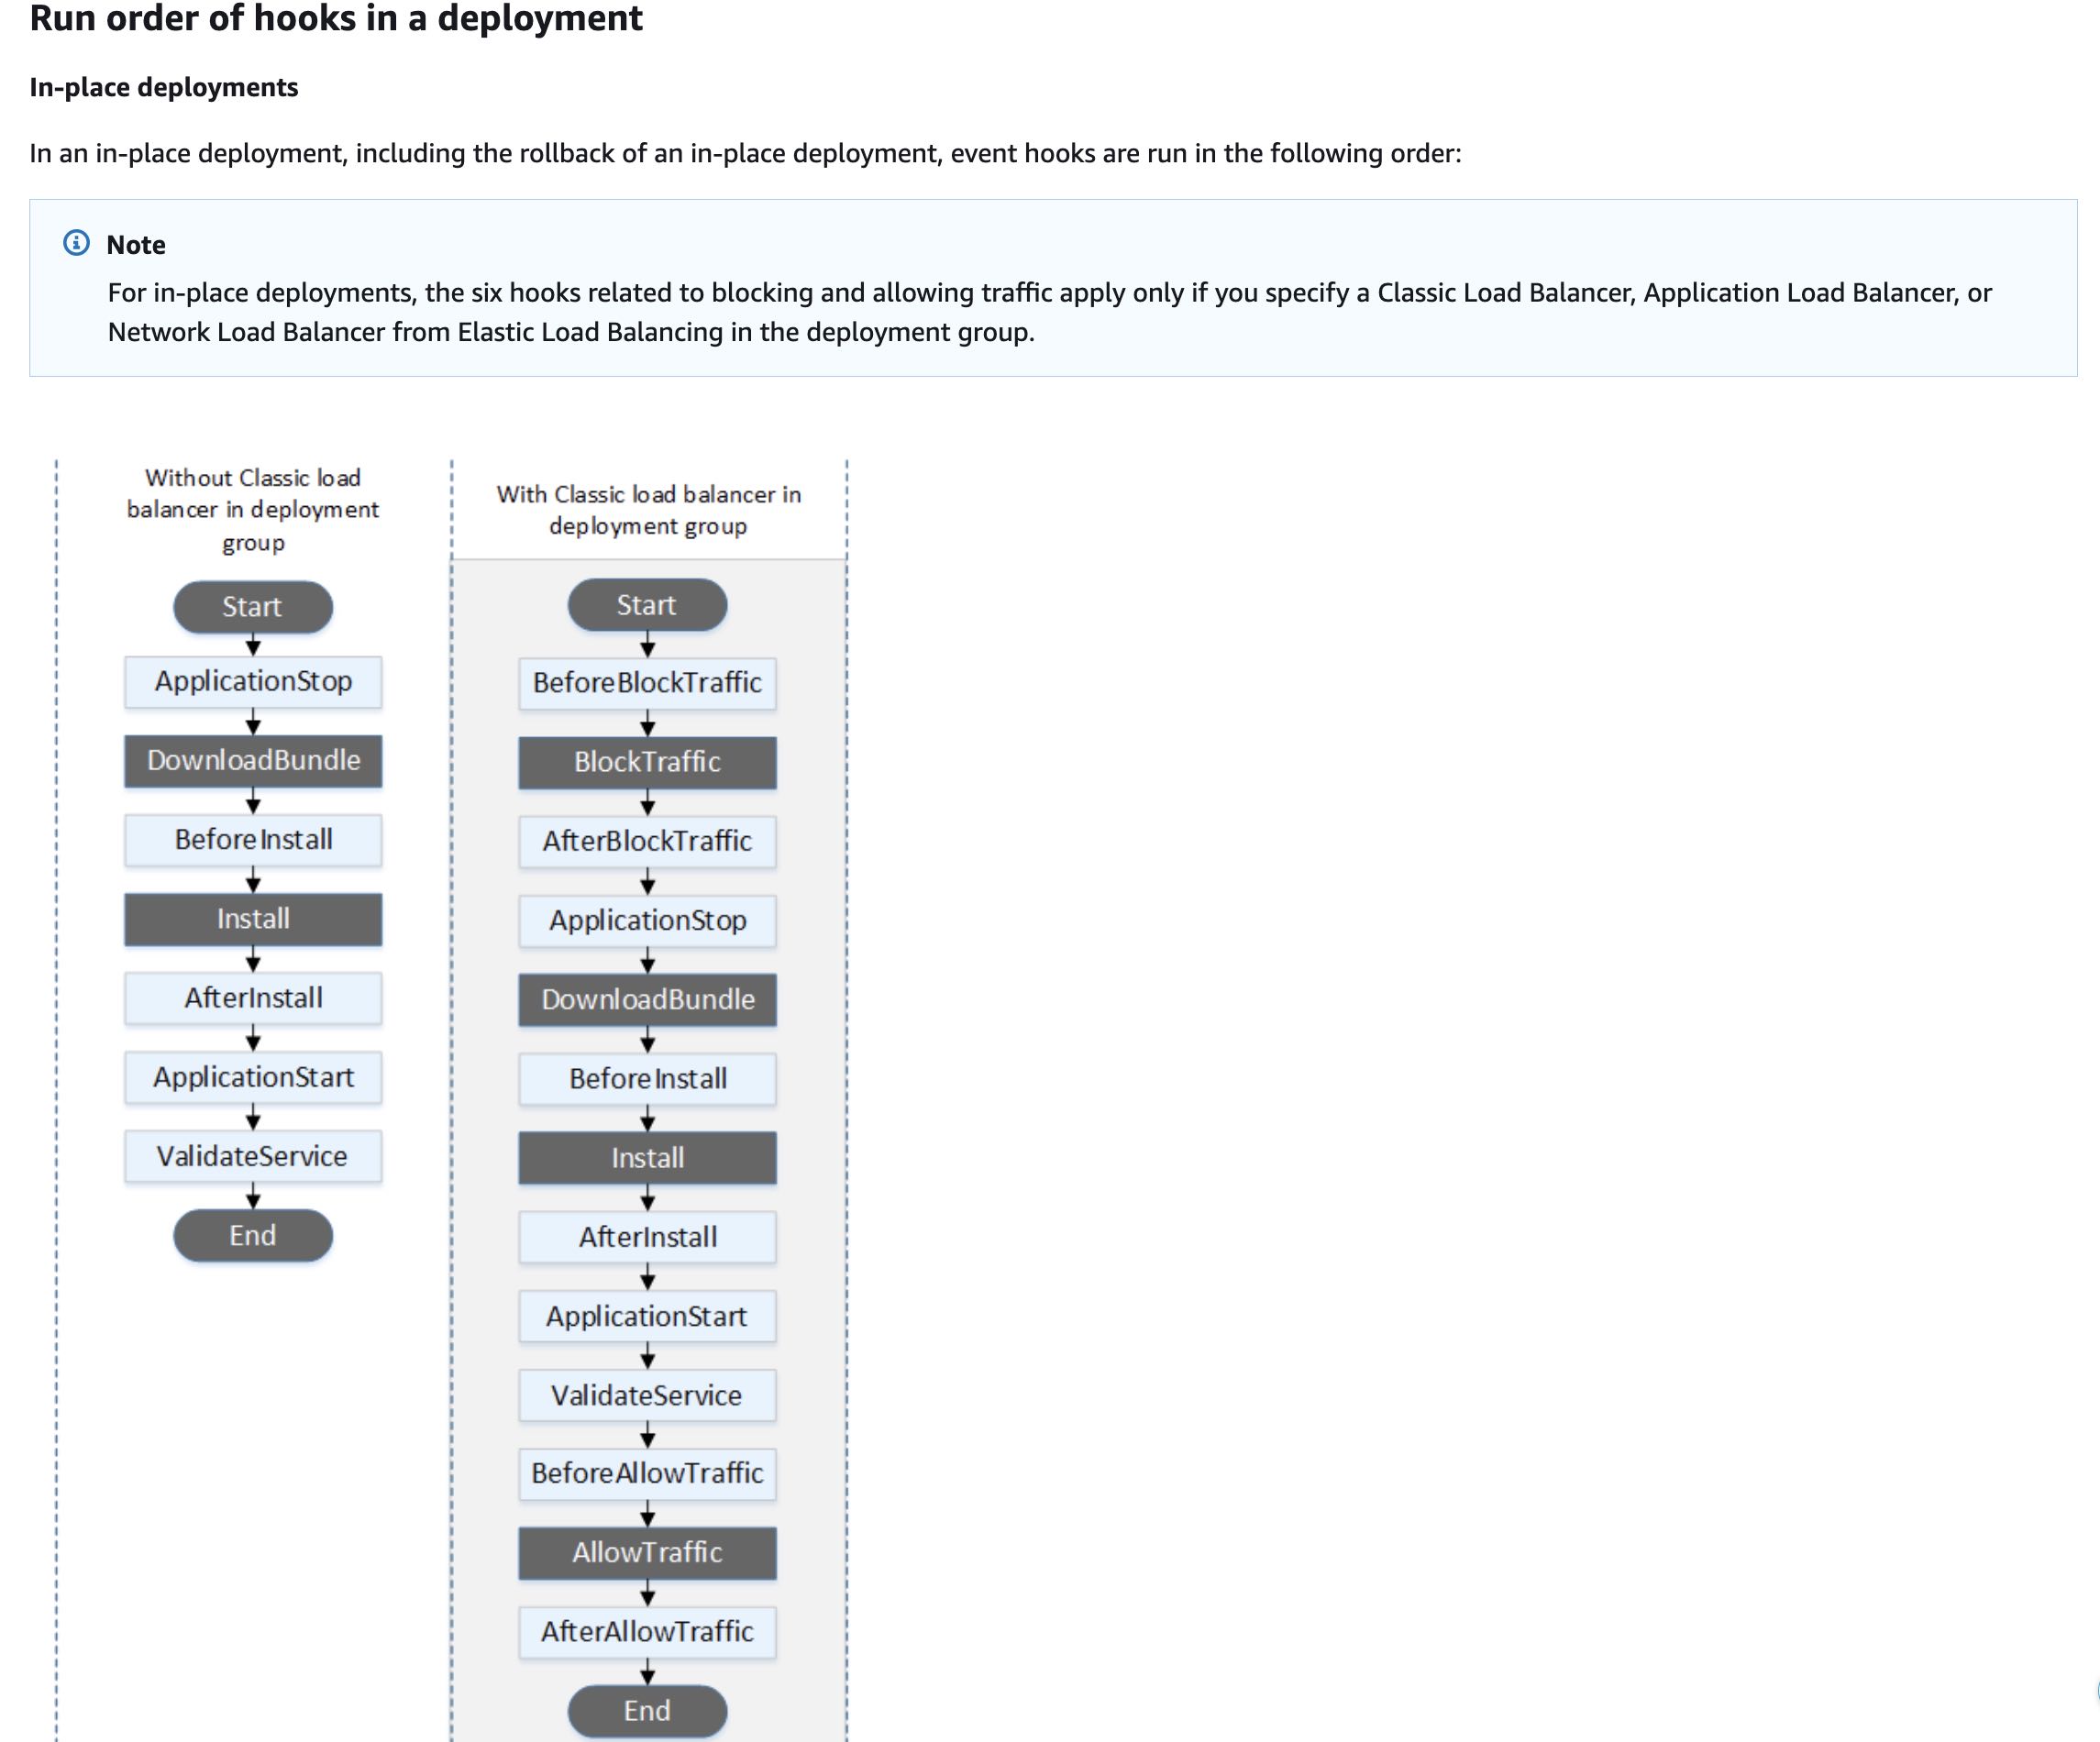 Run order of hooks in a deployment
In-place deployments
In an in-place deployment, including the rollback of an in-place deployment, event hooks are run in the following order:
Note
For in-place deployments, the six hooks related to blocking and allowing traffic apply only if you specify a Classic Load Balancer, Application Load Balancer, or
Network Load Balancer from Elastic Load Balancing in the deployment group.
Without Classic load
balancer in deployment
group
Start
ApplicationStop
DownloadBundle
BeforeInstall
Install
AfterInstall
ApplicationStart
ValidateService
End
With Classic load balancer in
deployment group
Start
BeforeBlockTraffic
BlockTraffic
AfterBlockTraffic
ApplicationStop
DownloadBundle
BeforeInstall
Install
AfterInstall
ApplicationStart
ValidateService
BeforeAllowTraffic
AllowTraffic
AfterAllowTraffic
End